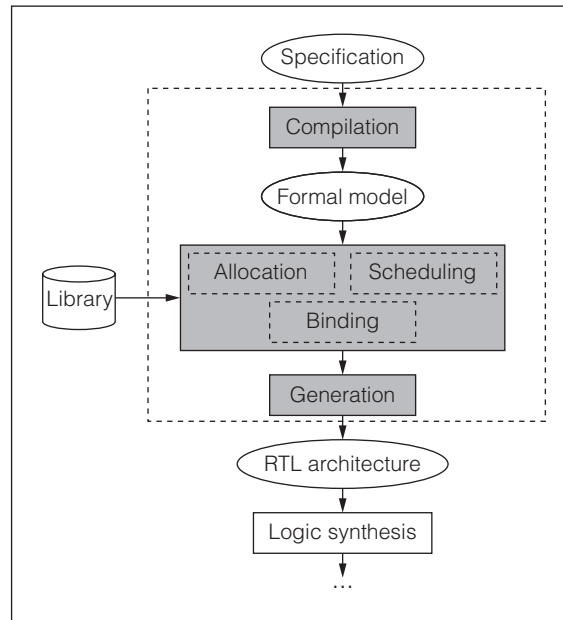 Specification
Compilation
Formal model
Allocation
Scheduling
Library
Binding
Generation
RTL architecture
Logic synthesis
...